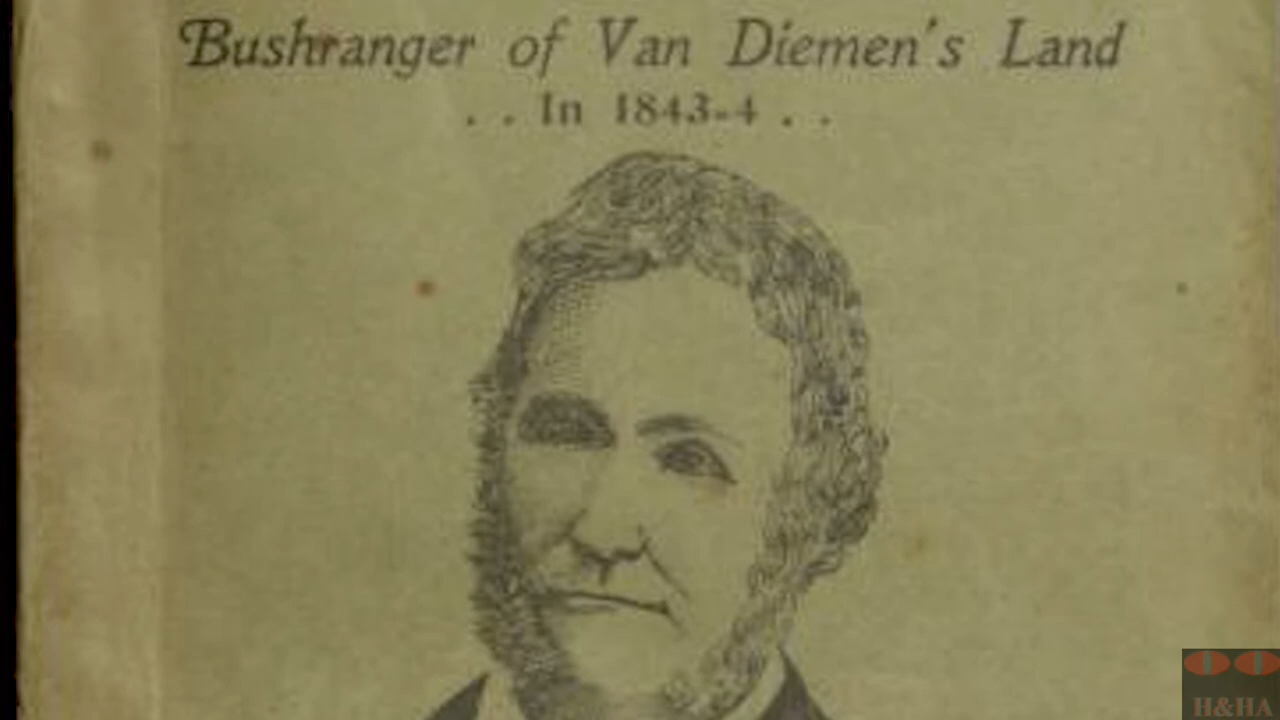 Bushranger of Van Diemen's Land
. . In 1843-4 . .
H&HA